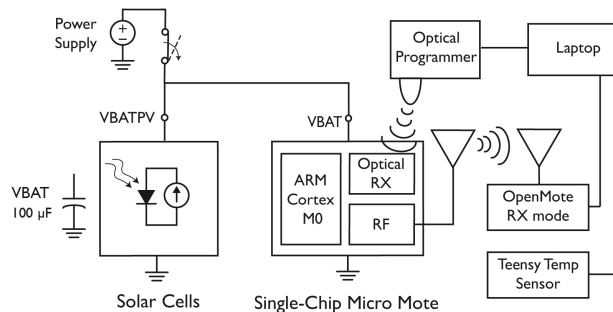 Power
Supply
Optical
Programmer
Laptop
VBATPV
VBAT
VBAT
100 µF
ARM
Cortex
M0
Optical
RX
RF
OpenMote
RX mode
Teensy Temp
Sensor
Solar Cells
Single-Chip Micro Mote